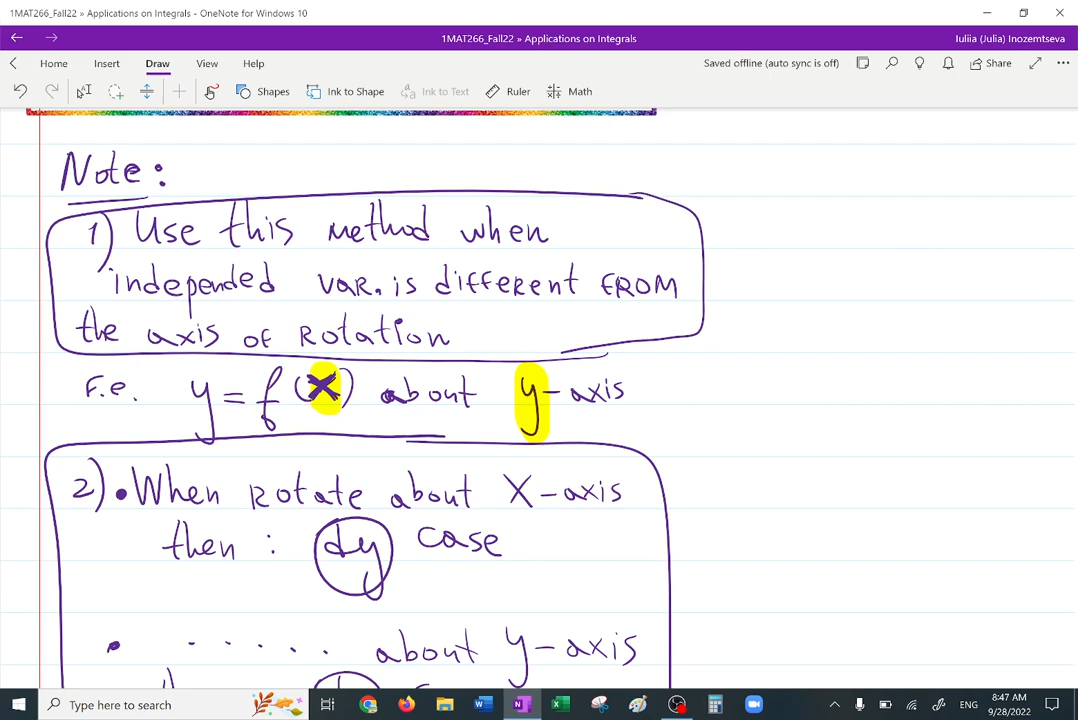 1MAT266_Fall22 » Applications on Integrals - OneNote for Windows 10
1MAT266_Fall22 » Applications on Integrals
Iuliia (Julia) Inozemtseva
Home Insert Draw View Help
Saved offline (auto sync is off)
Share
Shapes Ink to Shape Ink to Text Ruler Math
Note:
1) Use this method when
independed var. is different FROM
the axis of Rotation
F.e. y = f(x) about y-axis
2) • When Rotate about X-axis
then : dy case
• . . . . . . about y-axis
Type here to search
ENG
8:47 AM
9/28/2022